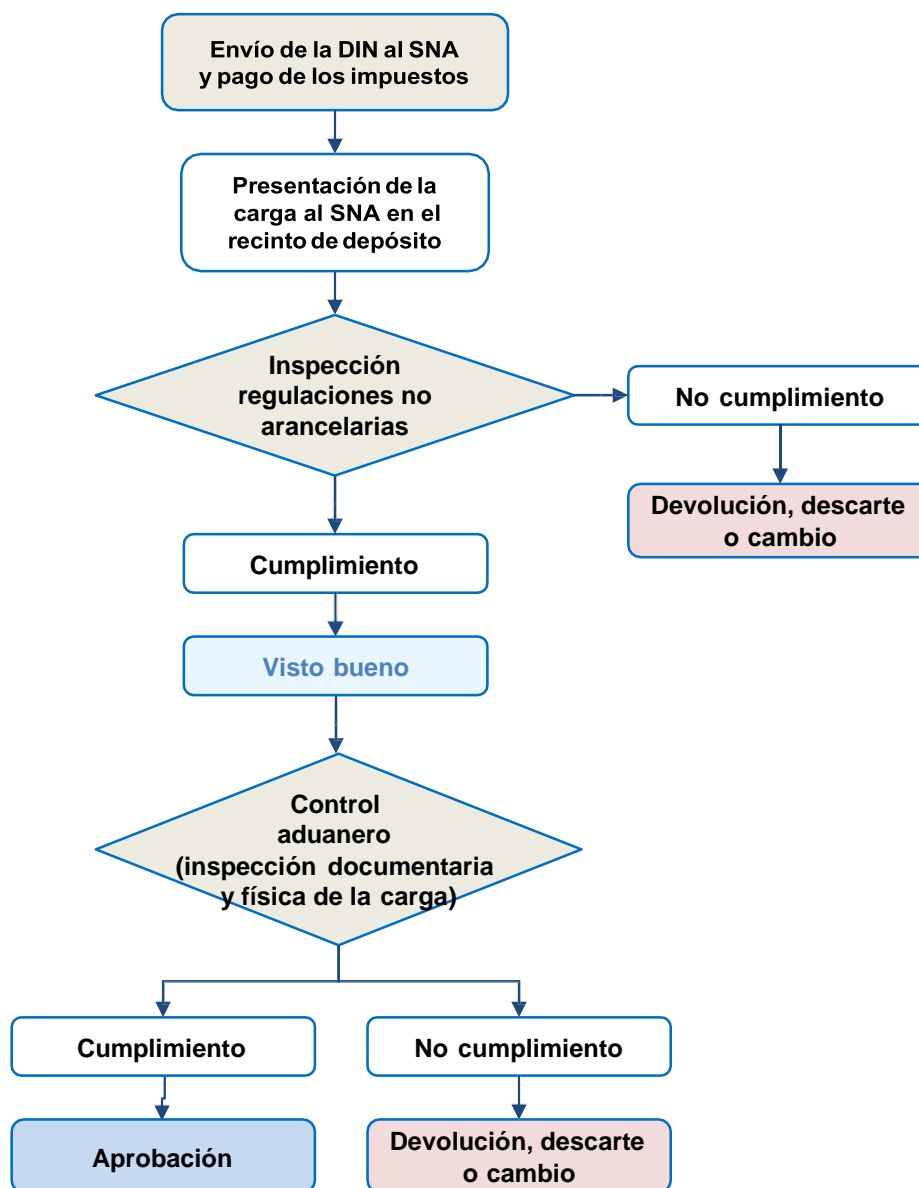 Envío de la DIN al SNA
y pago de los impuestos
Presentación de la
carga al SNA en el
recinto de depósito
Inspección
regulaciones no
arancelarias
No cumplimiento
Devolución, descarte
o cambio
Cumplimiento
Visto bueno
Control
aduanero
(inspección documentaria
y física de la carga)
Cumplimiento
No cumplimiento
Aprobación
Devolución, descarte
o cambio